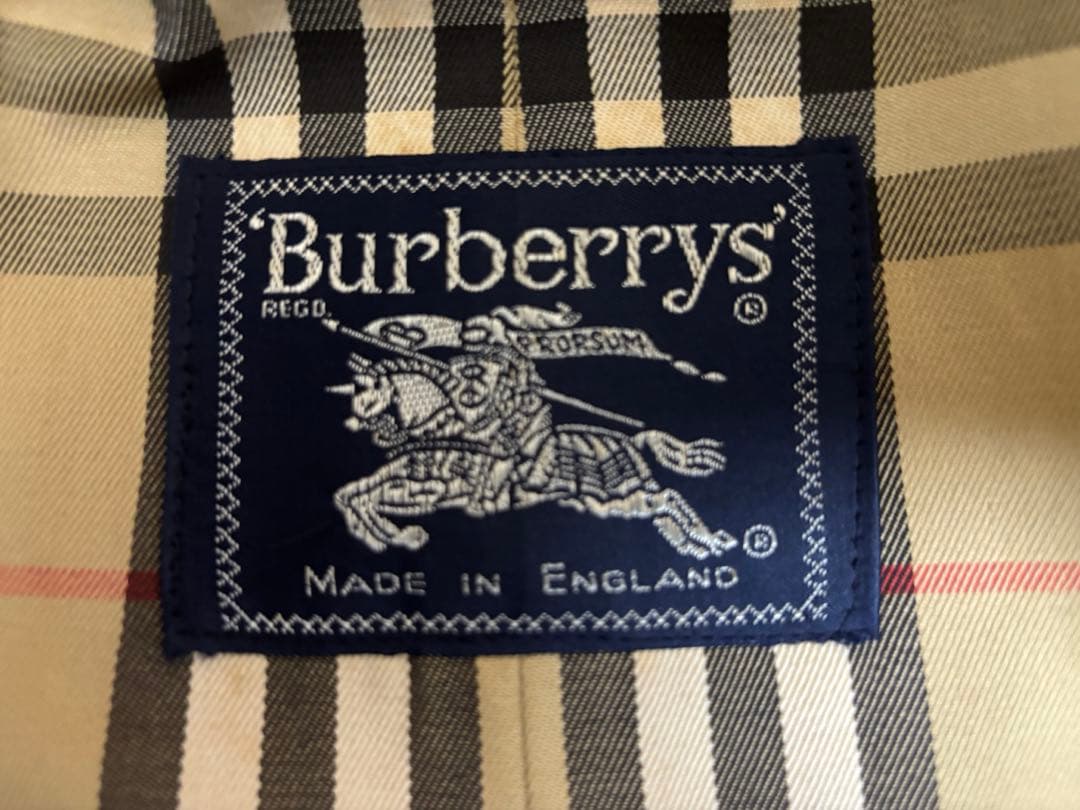 'Burberrys'
REGD. ®
PRORSUM
®
MADE IN ENGLAND